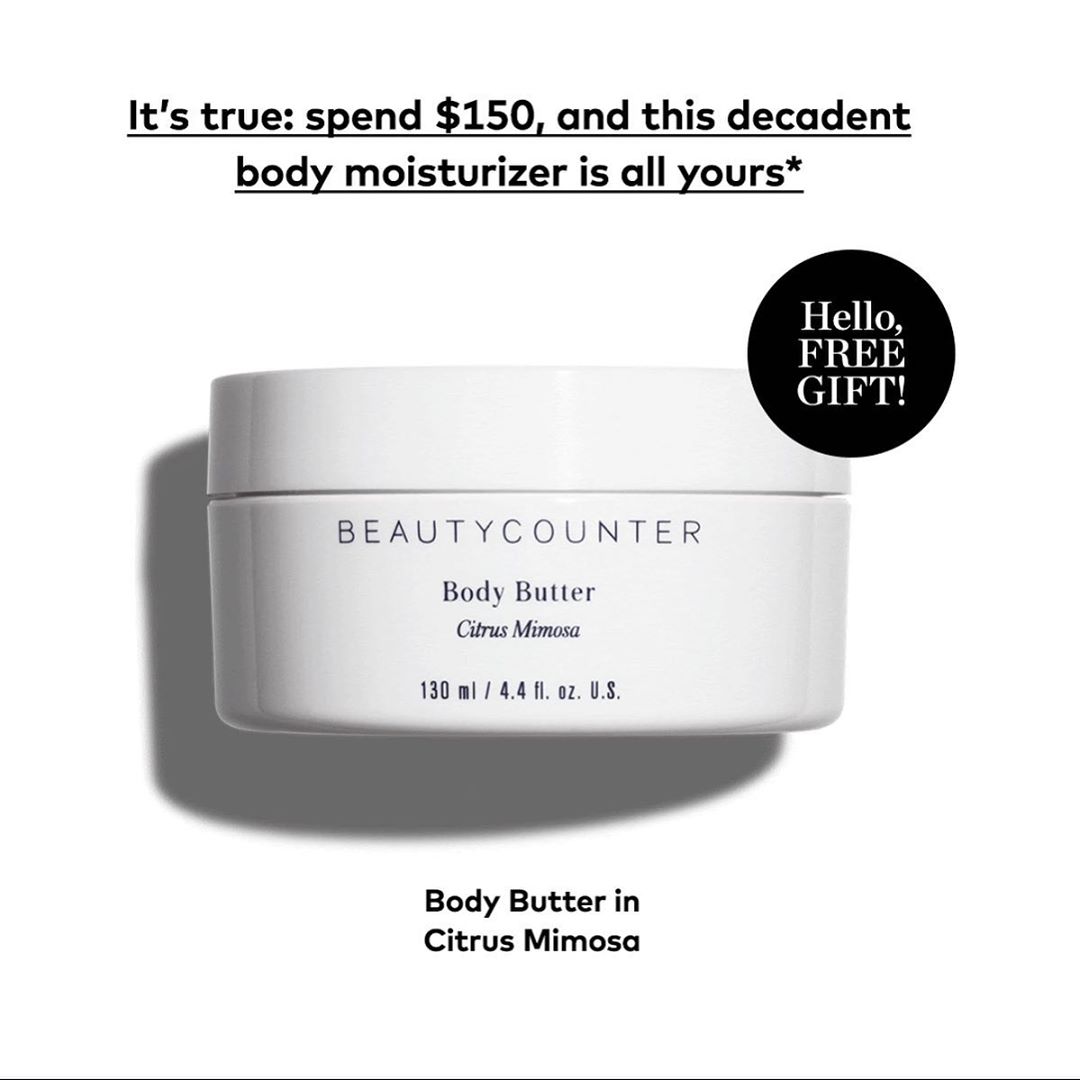 It's true: spend $150, and this decadent
body moisturizer is all yours*
Hello,
FREE
GIFT!
BEAUTYCOUNTER
Body Butter
Citrus Mimosa
130 ml / 4.4 fl. oz. U.S.
Body Butter in
Citrus Mimosa